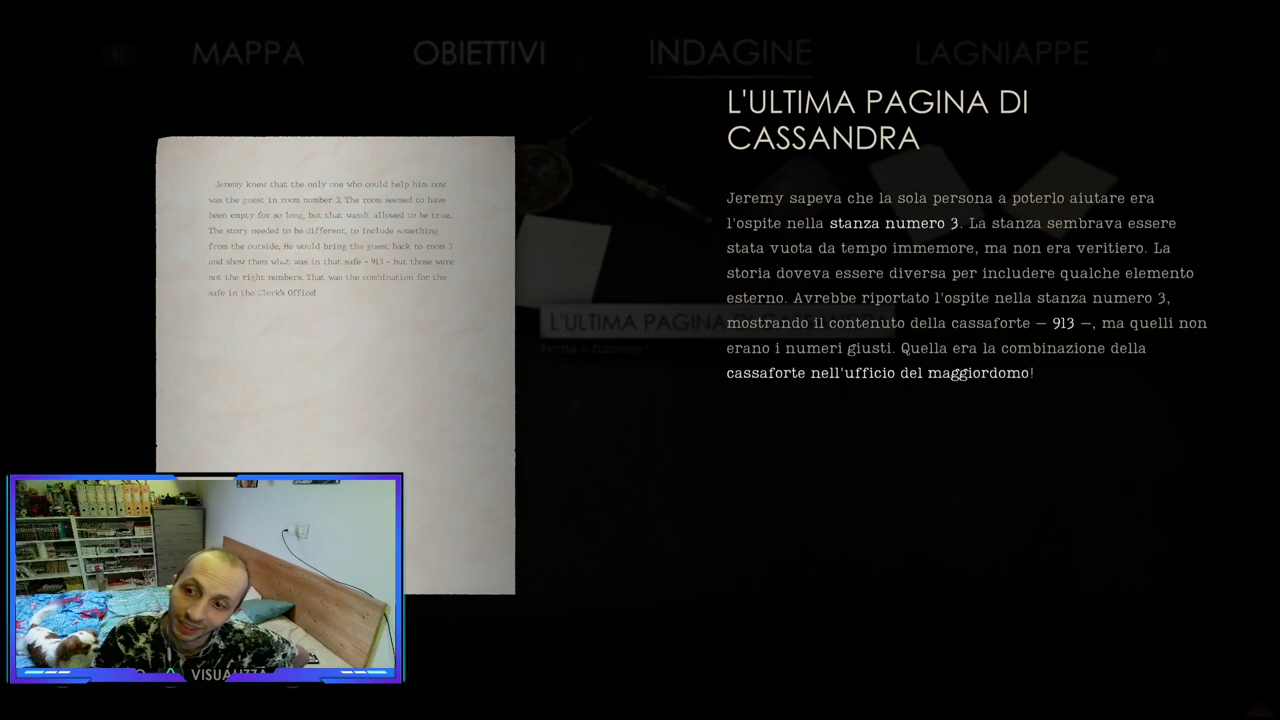 MAPPA
OBIETTIVI
INDAGINE
LAGNIAPPE
L'ULTIMA PAGINA DI
CASSANDRA
Jeremy knew that the only one who could help him now
was the guest in room number 3. The room seemed to have
been empty for so long, but that wasn't allowed to be true.
The story needed to be different, to include something
from the outside. He would bring the guest back to room 3
and show them what was in that safe - 913 - but those were
not the right numbers. That was the combination for the
safe in the Clerk's Office!
Jeremy sapeva che la sola persona a poterlo aiutare era
l'ospite nella stanza numero 3. La stanza sembrava essere
stata vuota da tempo immemore, ma non era veritiero. La
storia doveva essere diversa per includere qualche elemento
esterno. Avrebbe riportato l'ospite nella stanza numero 3,
mostrando il contenuto della cassaforte – 913 –, ma quelli non
erano i numeri giusti. Quella era la combinazione della
cassaforte nell'ufficio del maggiordomo!
L'ULTIMA PAGINA DI
VISUALIZZA